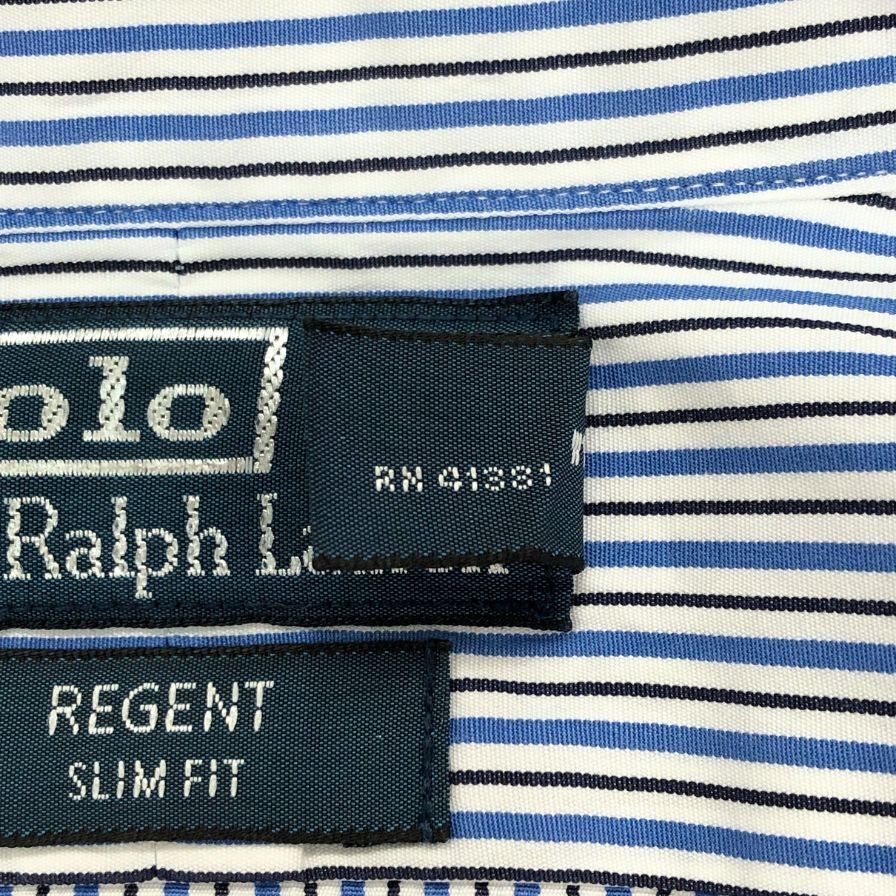 olo
RN 41381
Ralph L
REGENT
SLIM FIT